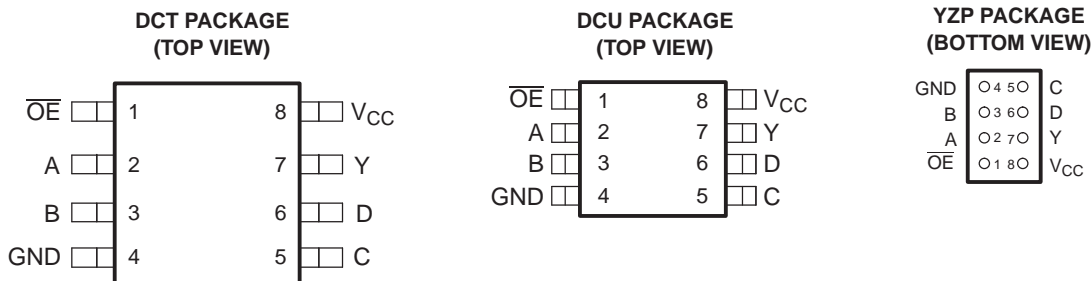 DCT PACKAGE
(TOP VIEW)
OE 1 8 VCC
A 2 7 Y
B 3 6 D
GND 4 5 C
DCU PACKAGE
(TOP VIEW)
OE 1 8 VCC
A 2 7 Y
B 3 6 D
GND 4 5 C
YZP PACKAGE
(BOTTOM VIEW)
GND 4 5 C
B 3 6 D
A 2 7 Y
OE 1 8 VCC